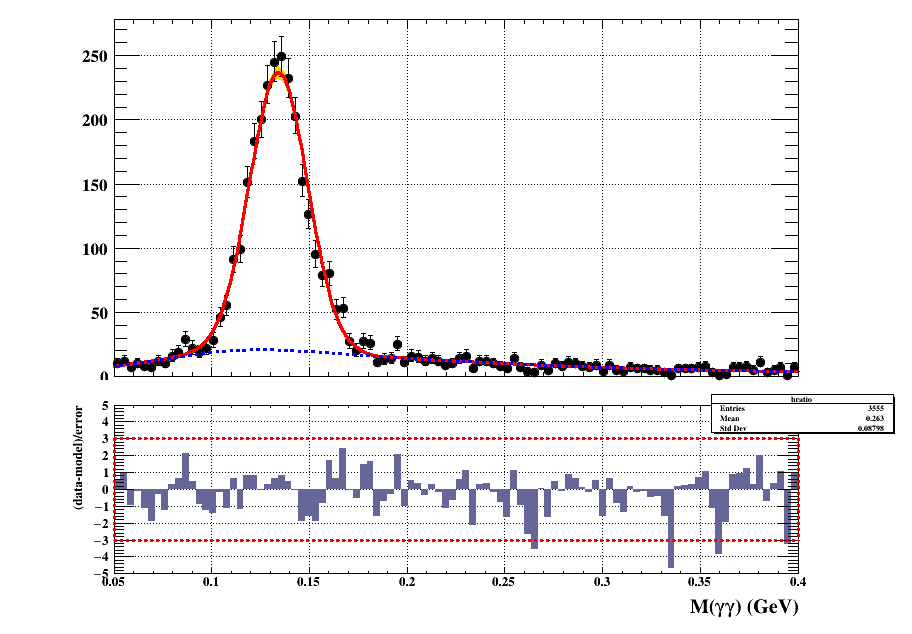 250
200
150
100
50
0
hratio
Entries 3555
Mean 0.263
Std Dev 0.08798
(data-model)/error
5
4
3
2
1
0
−1
−2
−3
−4
−5
0.05 0.1 0.15 0.2 0.25 0.3 0.35 0.4
M(γγ) (GeV)